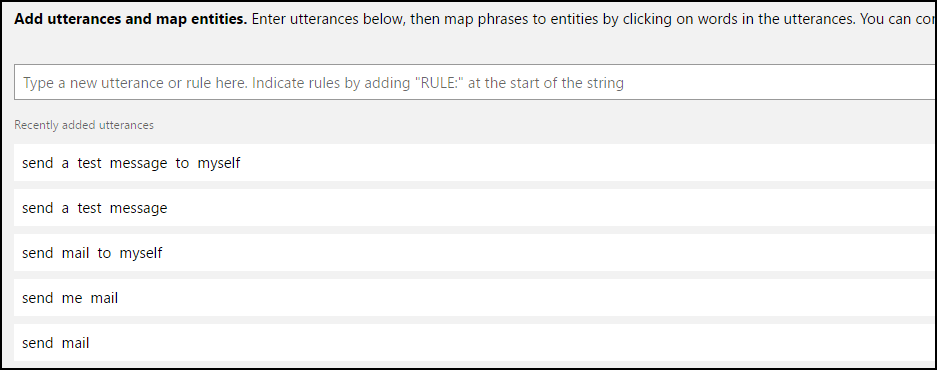 Add utterances and map entities. Enter utterances below, then map phrases to entities by clicking on words in the utterances. You can
Type a new utterance or rule here. Indicate rules by adding "RULE:" at the start of the string
Recently added utterances
send a test message to myself
send a test message
send mail to myself
send me mail
send mail